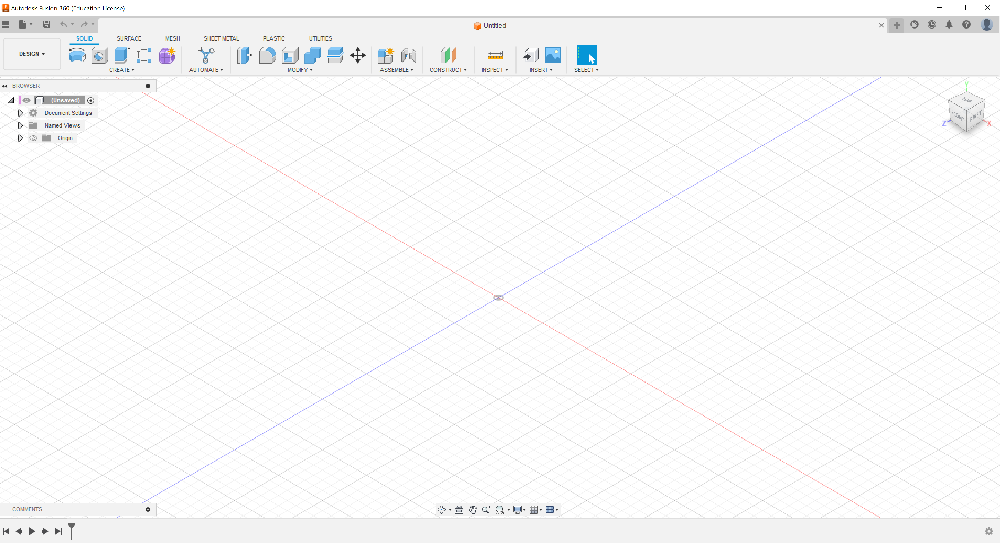 Autodesk Fusion 360 (Education License)
Untitled
SOLID SURFACE MESH SHEET METAL PLASTIC UTILITIES
DESIGN
CREATE AUTOMATE MODIFY ASSEMBLE CONSTRUCT INSPECT INSERT SELECT
BROWSER
(Unsaved)
Document Settings
Named Views
Origin
Y
TOP
FRONT RIGHT
Z X
COMMENTS